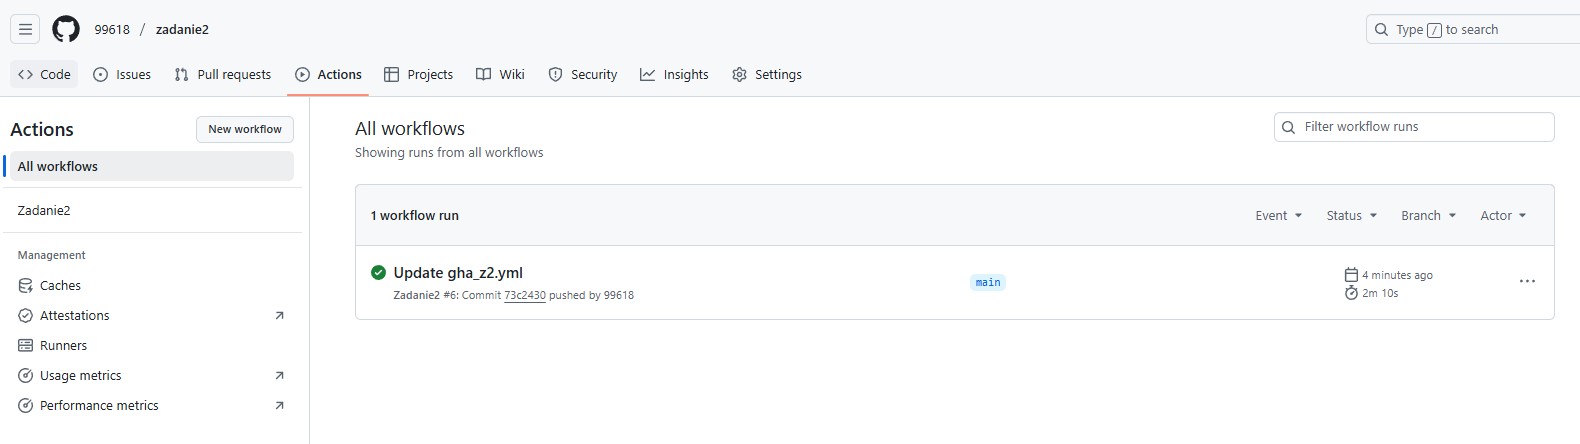 99618 / zadanie2
Type / to search
Code Issues Pull requests Actions Projects Wiki Security Insights Settings
Actions
New workflow
All workflows
Zadanie2
Management
Caches
Attestations
Runners
Usage metrics
Performance metrics
All workflows
Showing runs from all workflows
Filter workflow runs
1 workflow run
Event Status Branch Actor
Update gha_z2.yml
Zadanie2 #6: Commit 73c2430 pushed by 99618
main
4 minutes ago
2m 10s